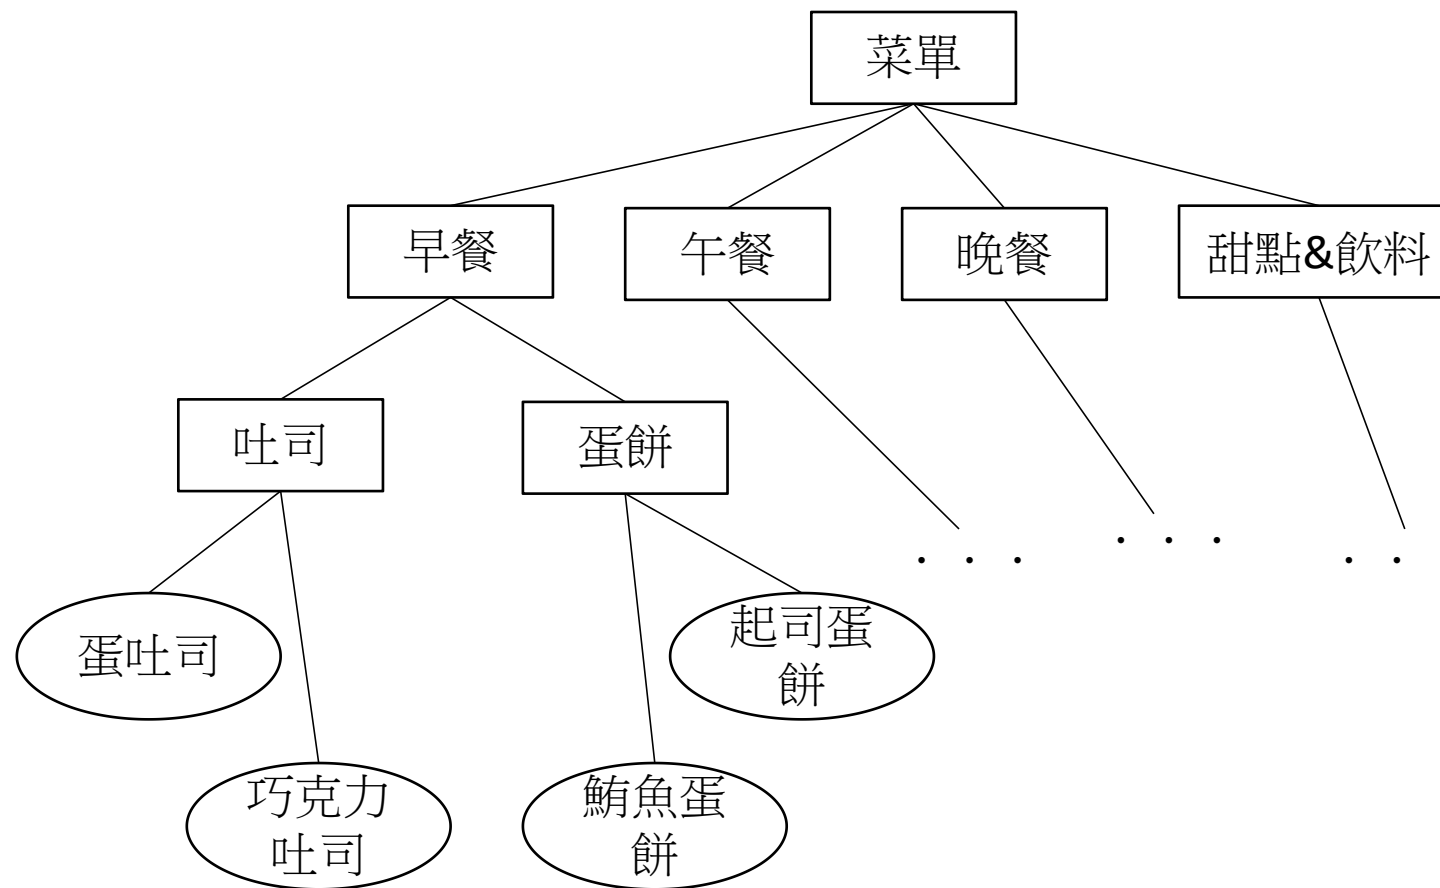 菜單
早餐
午餐
晚餐
甜點&飲料
吐司
蛋餅
. . .
. . .
. .
蛋吐司
起司蛋
餅
巧克力
吐司
鮪魚蛋
餅